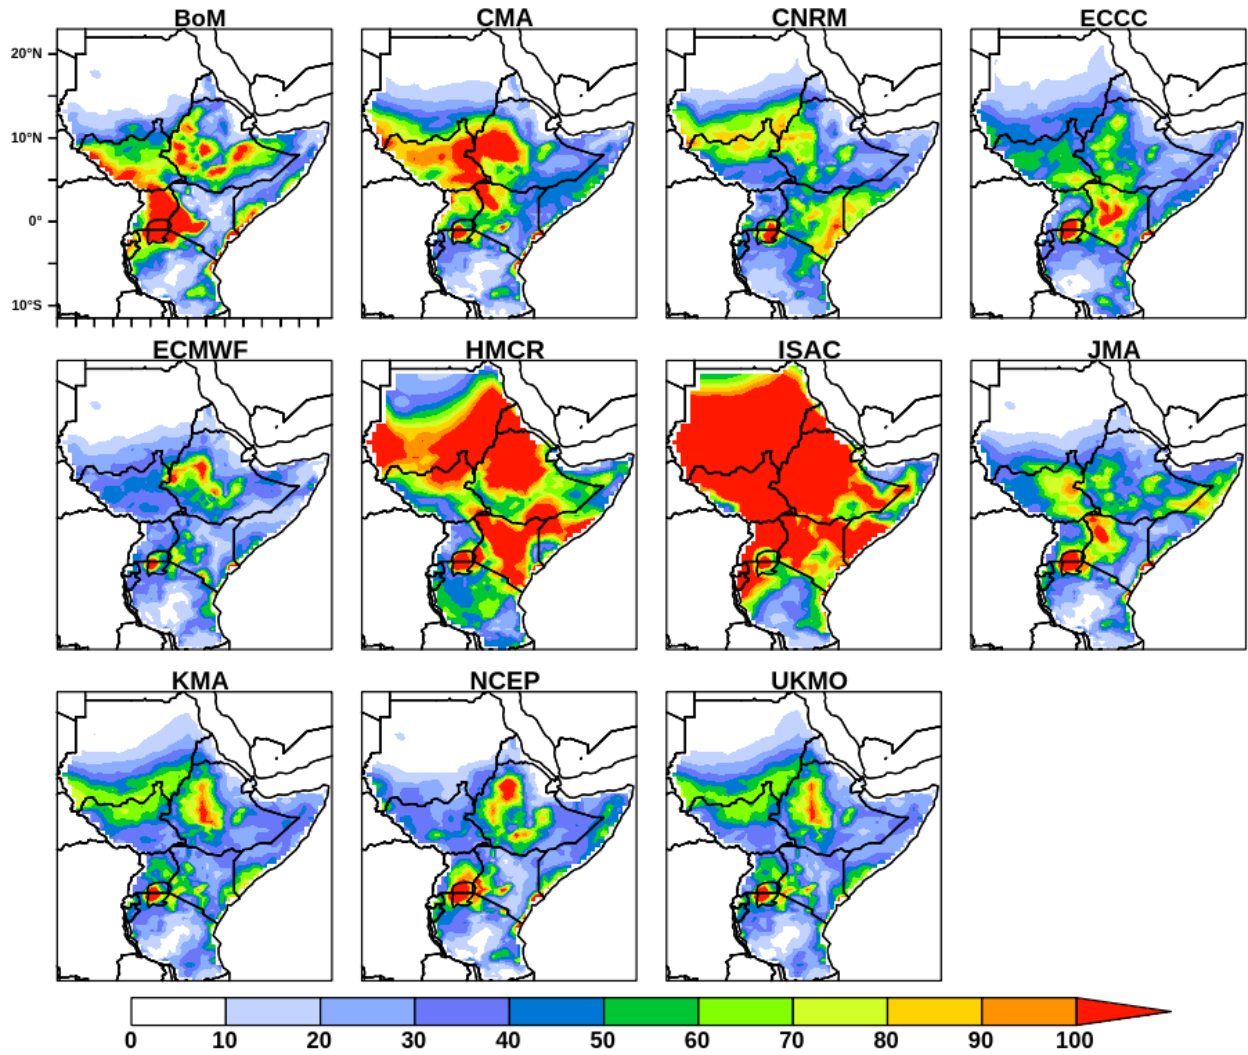 BoM CMA CNRM ECCC
20°N
10°N
0°
10°S
ECMWF HMCR ISAC JMA
KMA NCEP UKMO
0 10 20 30 40 50 60 70 80 90 100